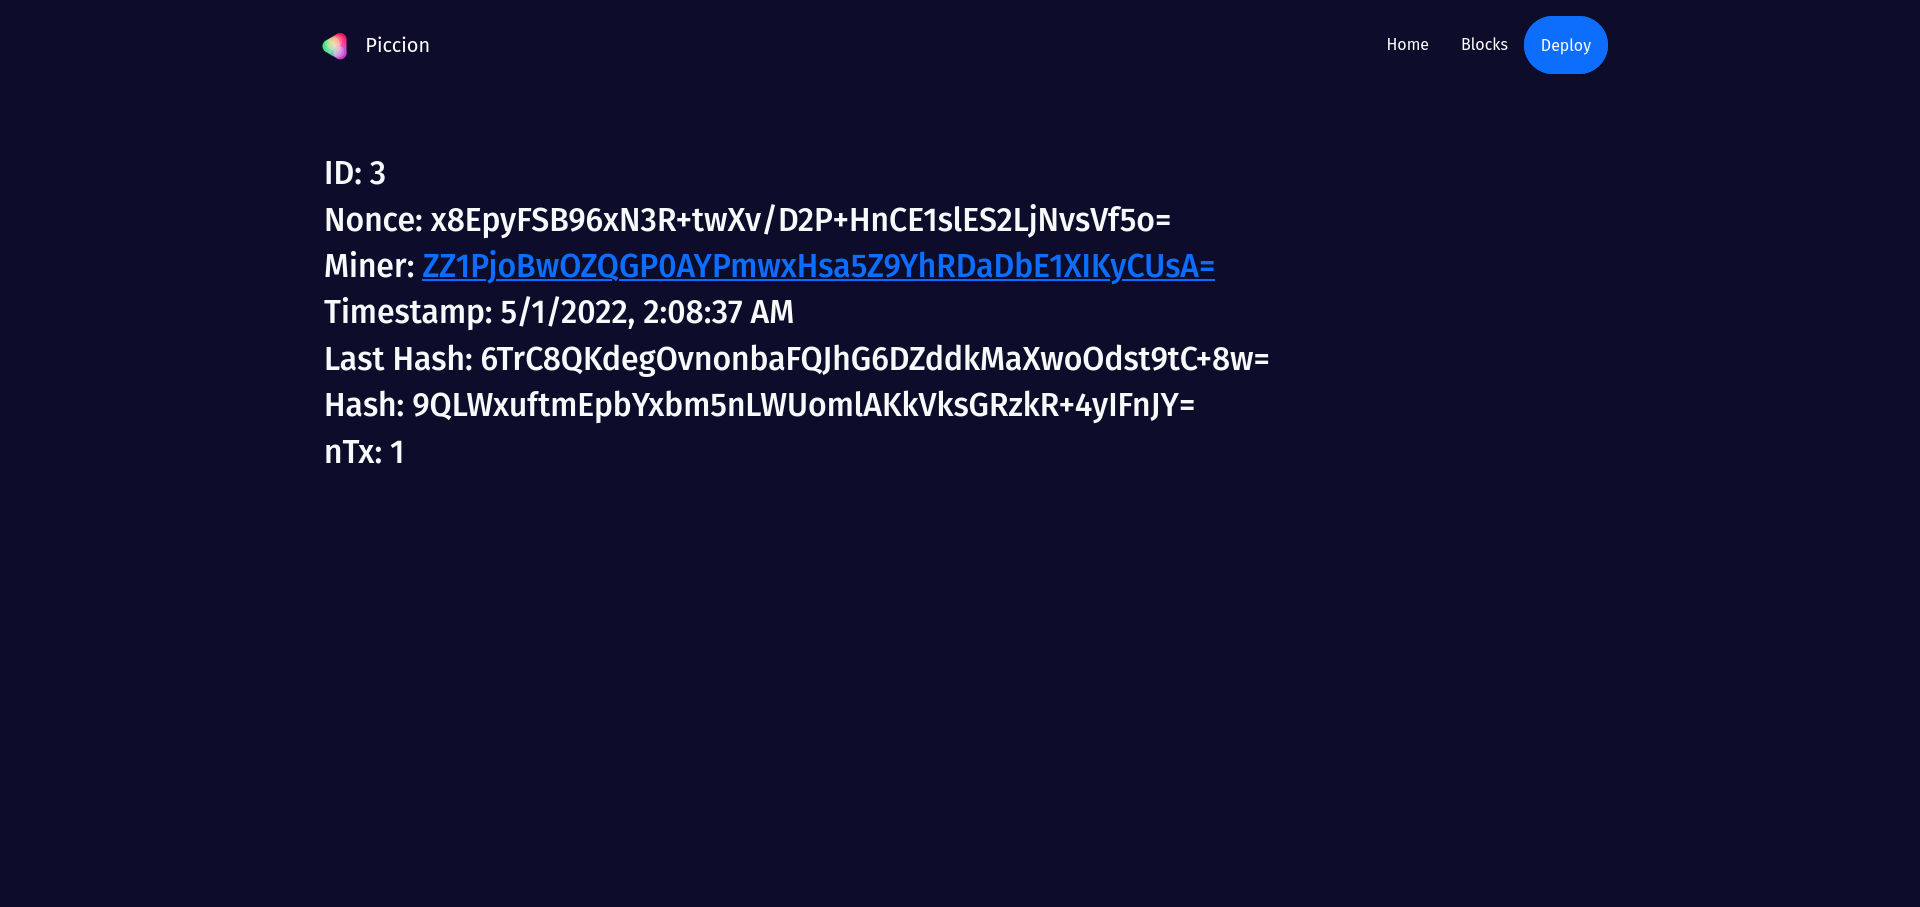 Piccion
Home
Blocks
Deploy
ID: 3
Nonce: x8EpyFSB96xN3R+twXv/D2P+HnCE1slES2LjNvsVf5o=
Miner: ZZ1PjoBwOZQGP0AYPmwxHsa5Z9YhRDaDbE1XIKyCUsA=
Timestamp: 5/1/2022, 2:08:37 AM
Last Hash: 6TrC8QKdegOvnonbaFQJhG6DZddkMaXwoOdst9tC+8w=
Hash: 9QLWxuftmEpbYxbm5nLWUomlAKkVksGRzkR+4yIFnJY=
nTx: 1